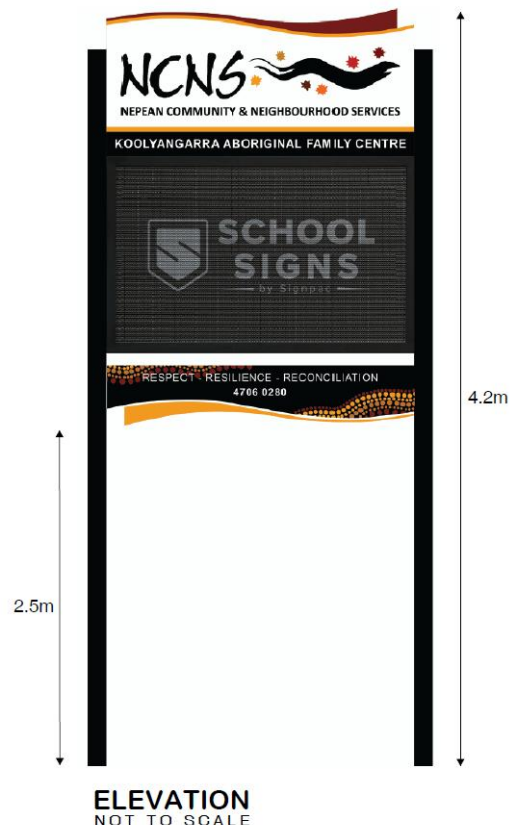 NCNS
NEPEAN COMMUNITY & NEIGHBOURHOOD SERVICES
KOOLYANGARRA ABORIGINAL FAMILY CENTRE
SCHOOL
SIGNS
by Signpac
RESPECT - RESILIENCE - RECONCILIATION
4706 0280
4.2m
2.5m
ELEVATION
NOT TO SCALE